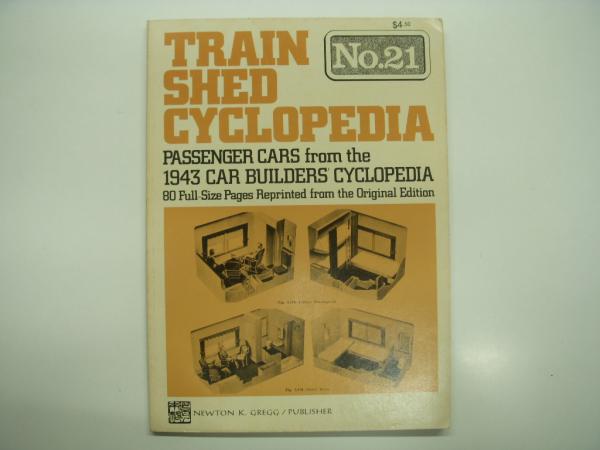 $4.50
TRAIN
SHED
CYCLOPEDIA
No.21
PASSENGER CARS from the
1943 CAR BUILDERS' CYCLOPEDIA
80 Full-Size Pages Reprinted from the Original Edition
NEWTON K. GREGG / PUBLISHER